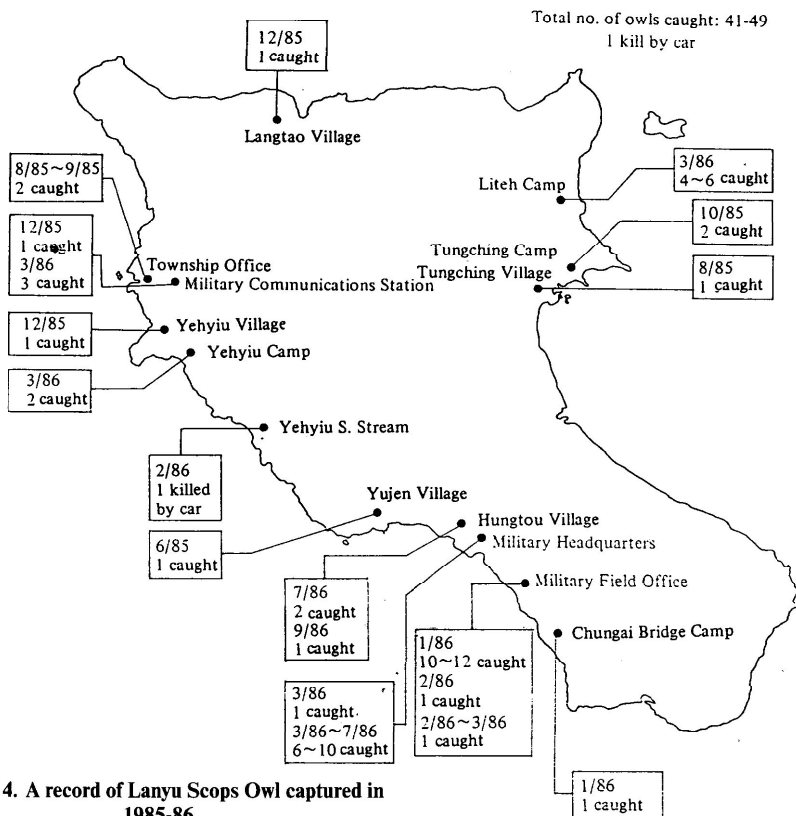 Total no. of owls caught: 41-49
1 kill by car
12/85
1 caught
Langtao Village
8/85~9/85
2 caught
12/85
1 caught
3/86
3 caught
Township Office
Military Communications Station
12/85
1 caught
Yehyiu Village
3/86
2 caught
Yehyiu Camp
Liteh Camp
3/86
4~6 caught
Tungching Camp
10/85
2 caught
Tungching Village
8/85
1 caught
Yehyiu S. Stream
2/86
1 killed
by car
Yujen Village
6/85
1 caught
Hungtou Village
7/86
2 caught
9/86
1 caught
Military Headquarters
3/86
1 caught
3/86~7/86
6~10 caught
Military Field Office
1/86
10~12 caught
2/86
1 caught
2/86~3/86
1 caught
Chungai Bridge Camp
1/86
1 caught
4. A record of Lanyu Scops Owl captured in
1985-86